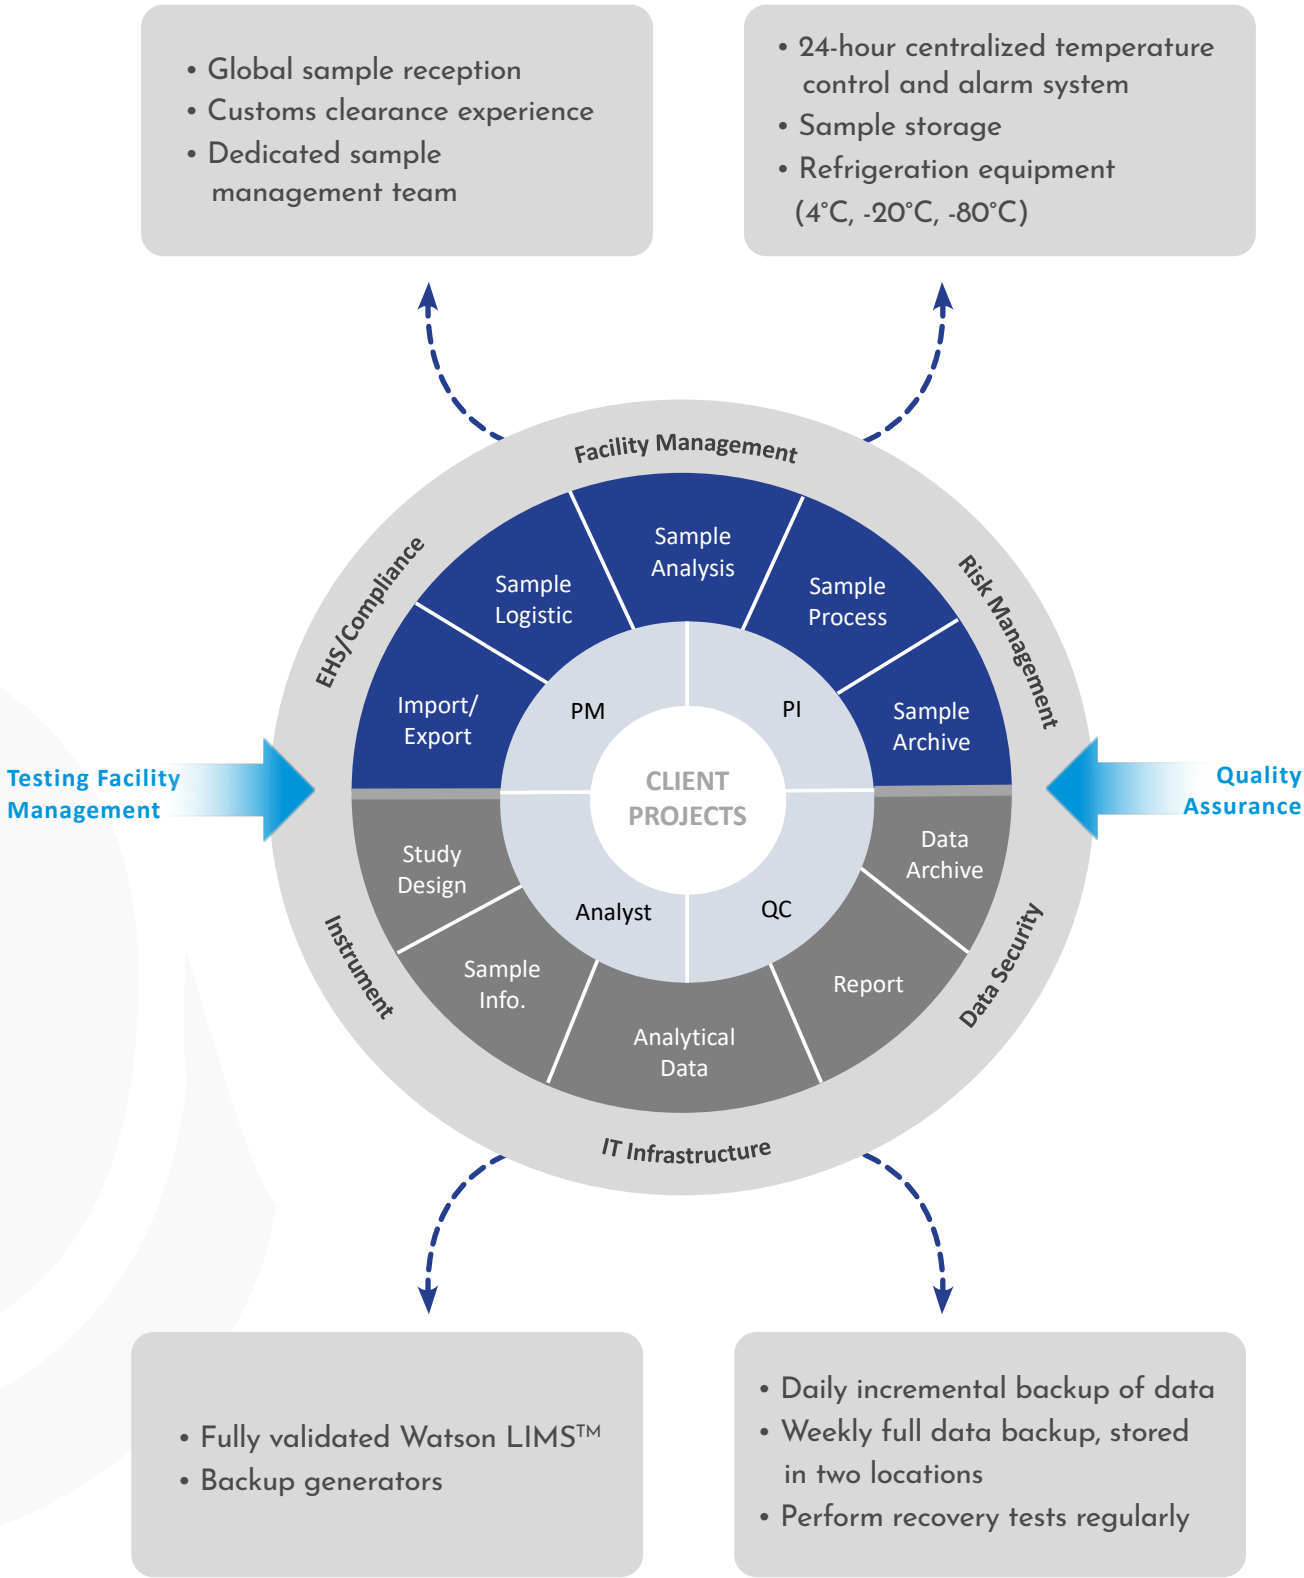 • Global sample reception
• Customs clearance experience
• Dedicated sample
management team
• 24-hour centralized temperature
control and alarm system
• Sample storage
• Refrigeration equipment
(4°C, -20°C, -80°C)
Facility Management
EHS/Compliance
Risk Management
Sample
Analysis
Sample
Logistic
Sample
Process
Import/
Export
Sample
Archive
PM
PI
CLIENT
PROJECTS
Testing Facility
Management
Quality
Assurance
Study
Design
Data
Archive
Analyst
QC
Sample
Info.
Report
Analytical
Data
Instrument
Data Security
IT Infrastructure
• Fully validated Watson LIMS™
• Backup generators
• Daily incremental backup of data
• Weekly full data backup, stored
in two locations
• Perform recovery tests regularly